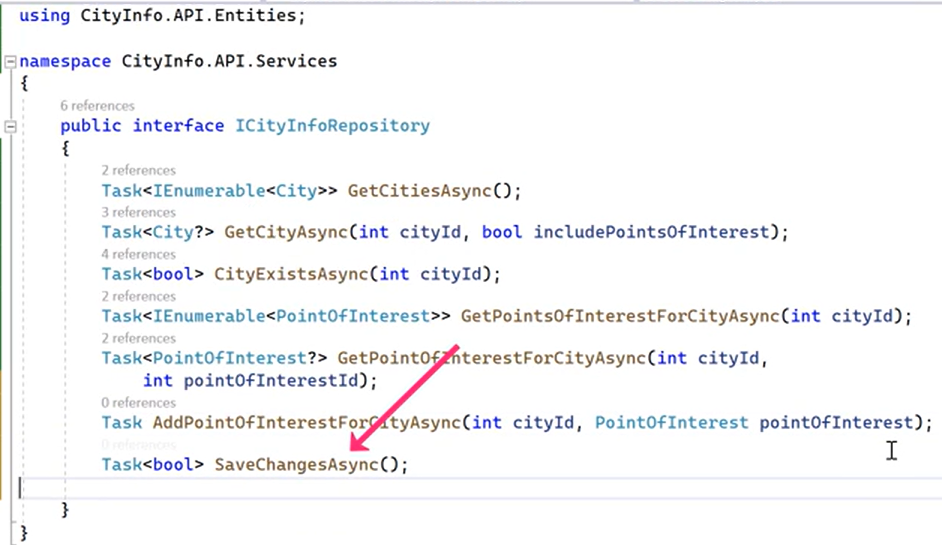 using CityInfo.API.Entities;
namespace CityInfo.API.Services
{
6 references
public interface ICityInfoRepository
{
2 references
Task<IEnumerable<City>> GetCitiesAsync();
3 references
Task<City?> GetCityAsync(int cityId, bool includePointsOfInterest);
4 references
Task<bool> CityExistsAsync(int cityId);
2 references
Task<IEnumerable<PointOfInterest>> GetPointsOfInterestForCityAsync(int cityId);
2 references
Task<PointOfInterest?> GetPointOfInterestForCityAsync(int cityId,
int pointOfInterestId);
0 references
Task AddPointOfInterestForCityAsync(int cityId, PointOfInterest pointOfInterest);
0 references
Task<bool> SaveChangesAsync();
}
}